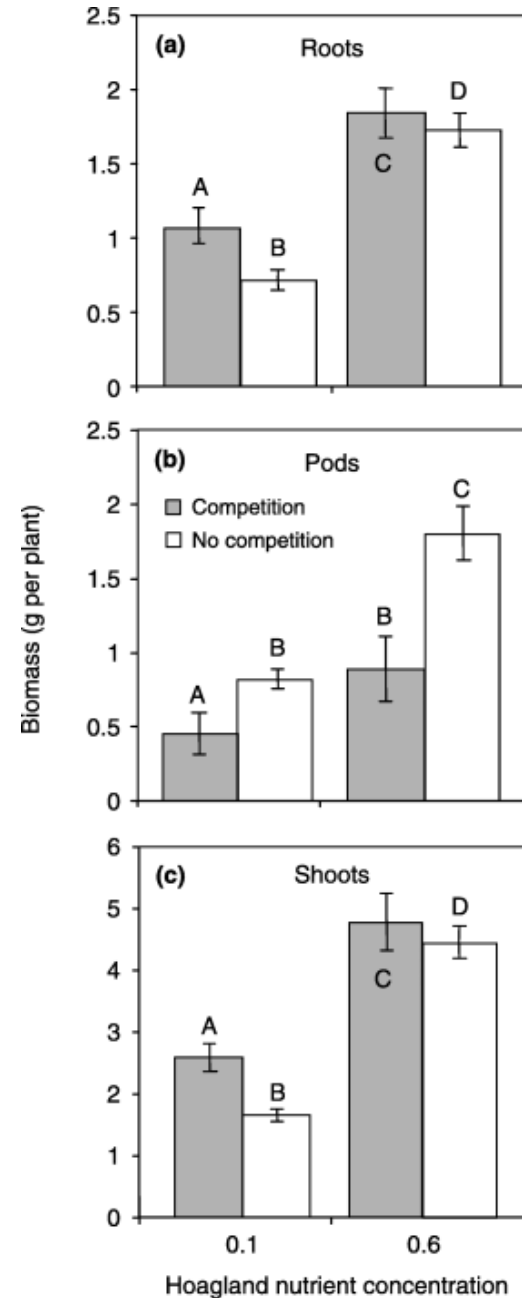 2.5
(a)
Roots
2
D
1.5
A
C
1
B
0.5
0
2.5
(b)
Pods
C
2
Competition
No competition
1.5
B
B
1
A
0.5
0
Biomass (g per plant)
6
(c)
Shoots
5
D
4
C
3
A
2
B
1
0
0.1 0.6
Hoagland nutrient concentration